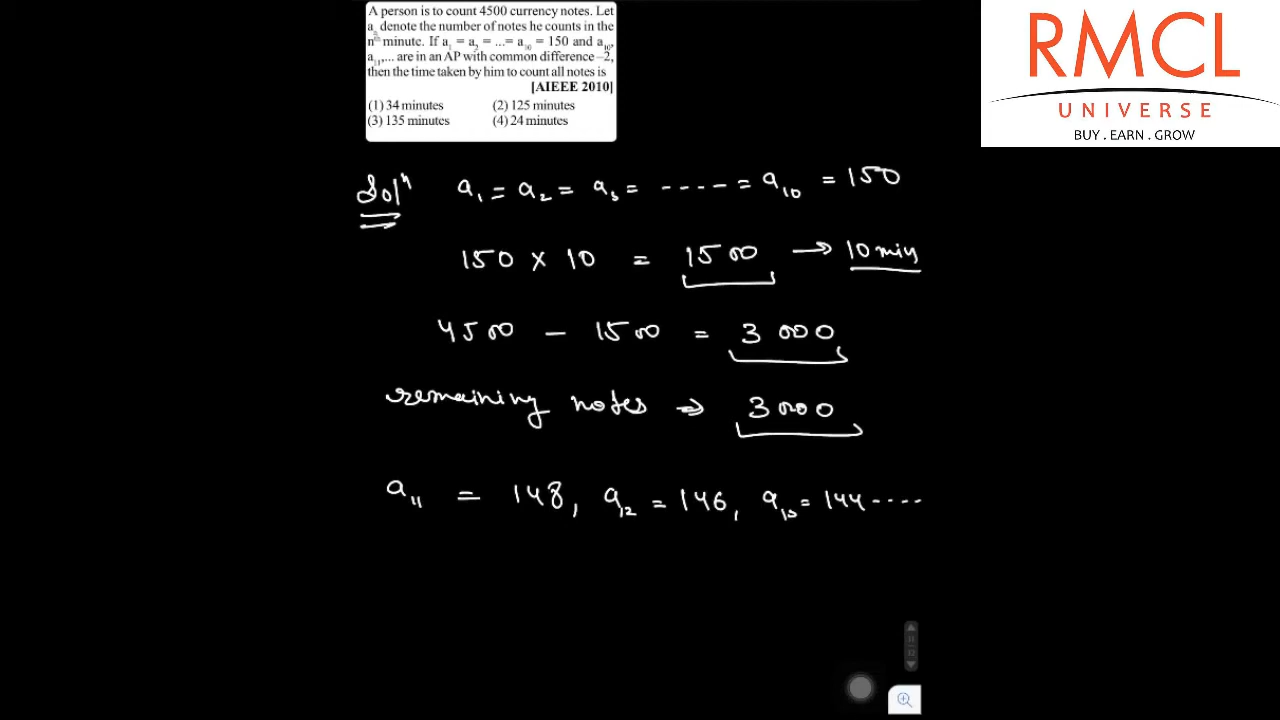 A person is to count 4500 currency notes. Let
aₙ denote the number of notes he counts in the
nᵗʰ minute. If a₁ = a₂ = ...= a₁₀ = 150 and a₁₀,
a₁₁,... are in an AP with common difference –2,
then the time taken by him to count all notes is
[AIEEE 2010]
(1) 34 minutes (2) 125 minutes
(3) 135 minutes (4) 24 minutes
RMCL
UNIVERSE
BUY . EARN . GROW
Solⁿ a₁ = a₂ = a₃ = ----- = a₁₀ = 150
150 × 10 = 1500 → 10 min
4500 – 1500 = 3000
remaining notes ⇒ 3000
a₁₁ = 148, a₁₂ = 146, a₁₃ = 144 ----